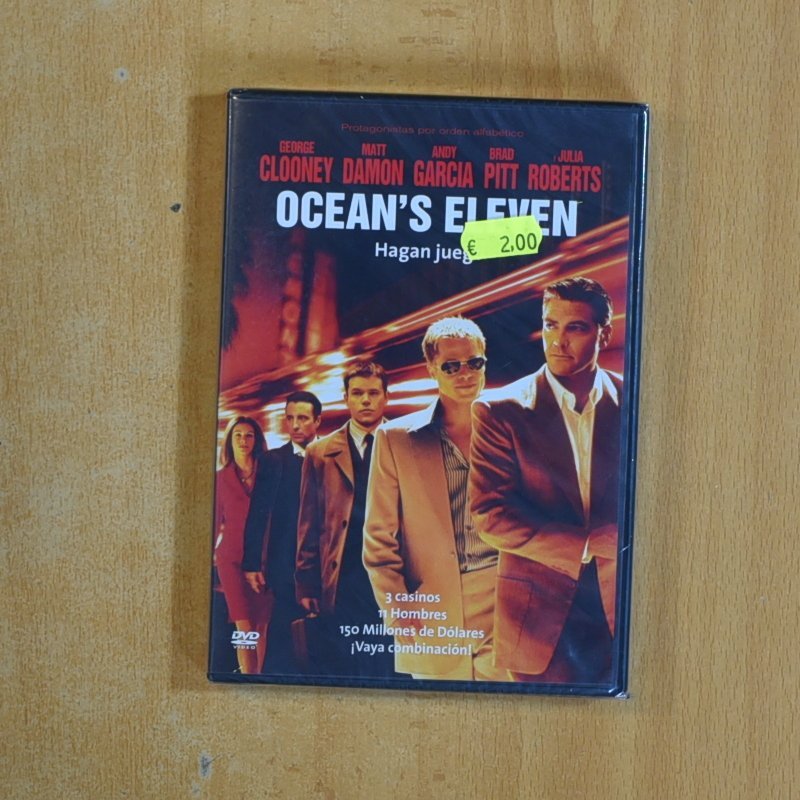 Protagonistas por orden alfabético
GEORGE CLOONEY MATT DAMON ANDY GARCIA BRAD PITT JULIA ROBERTS
OCEAN'S ELEVEN
€ 2,00
Hagan
3 casinos
11 Hombres
150 Millones de Dólares
¡Vaya combinación!
DVD
VIDEO